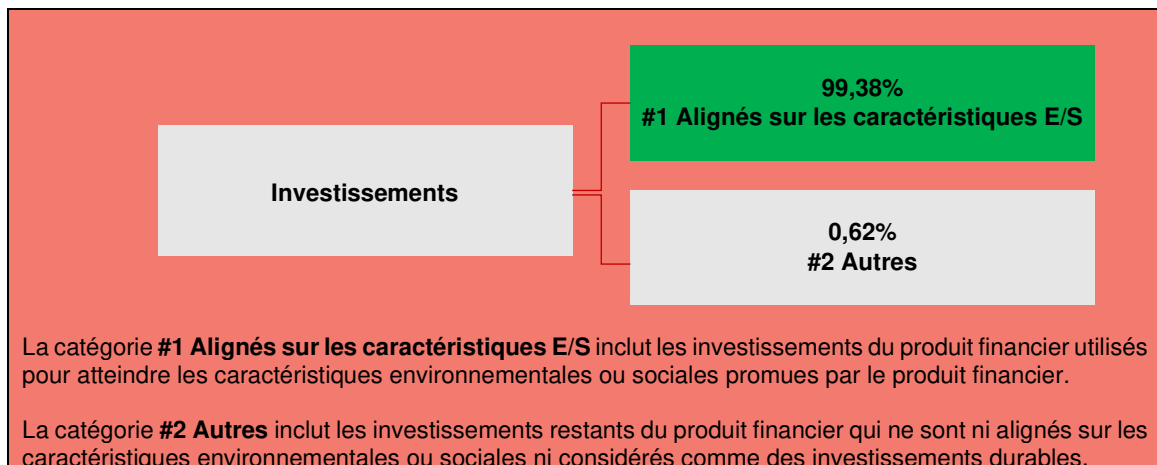 99,38%
#1 Alignés sur les caractéristiques E/S
Investissements
0,62%
#2 Autres
La catégorie #1 Alignés sur les caractéristiques E/S inclut les investissements du produit financier utilisés
pour atteindre les caractéristiques environnementales ou sociales promues par le produit financier.
La catégorie #2 Autres inclut les investissements restants du produit financier qui ne sont ni alignés sur les
caractéristiques environnementales ou sociales ni considérés comme des investissements durables.